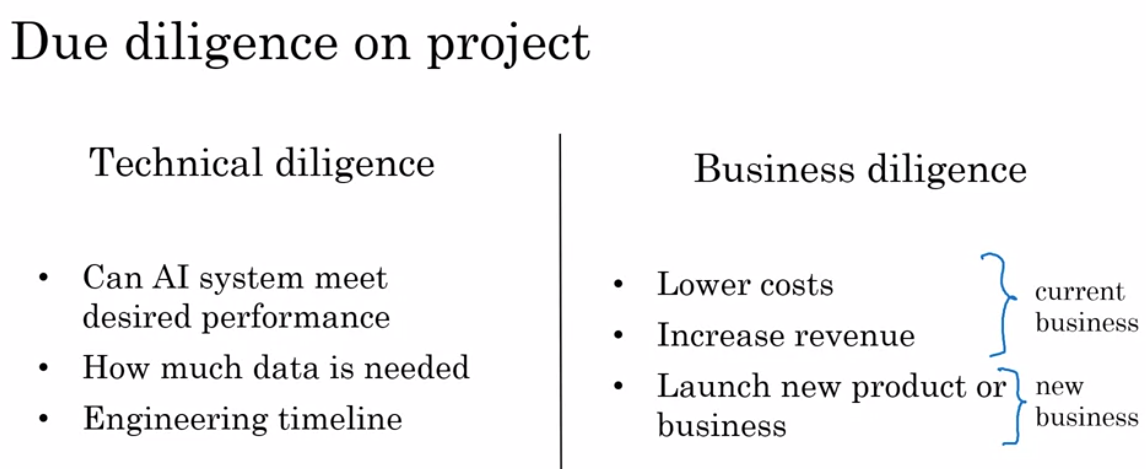 Due diligence on project
Technical diligence
• Can AI system meet
desired performance
• How much data is needed
• Engineering timeline
Business diligence
• Lower costs
• Increase revenue
• Launch new product or
business
current
business
new
business